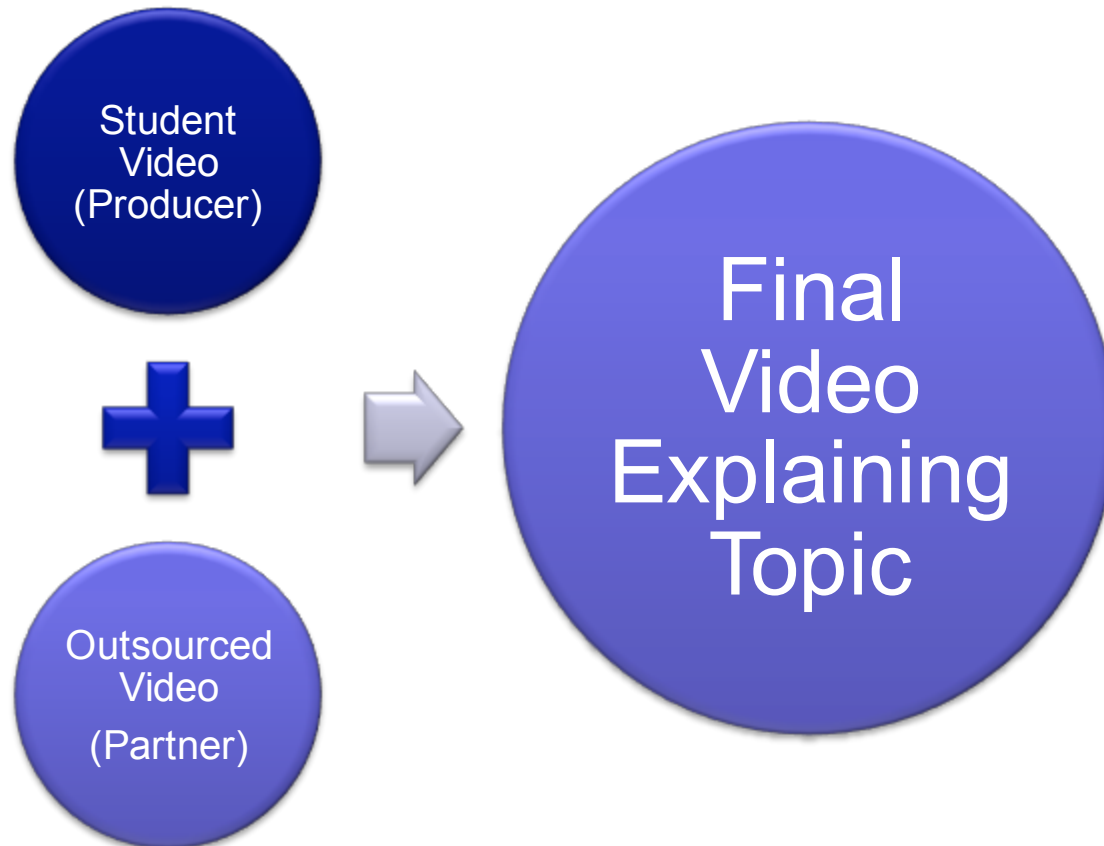 Student
Video
(Producer)
Outsourced
Video
(Partner)
Final
Video
Explaining
Topic